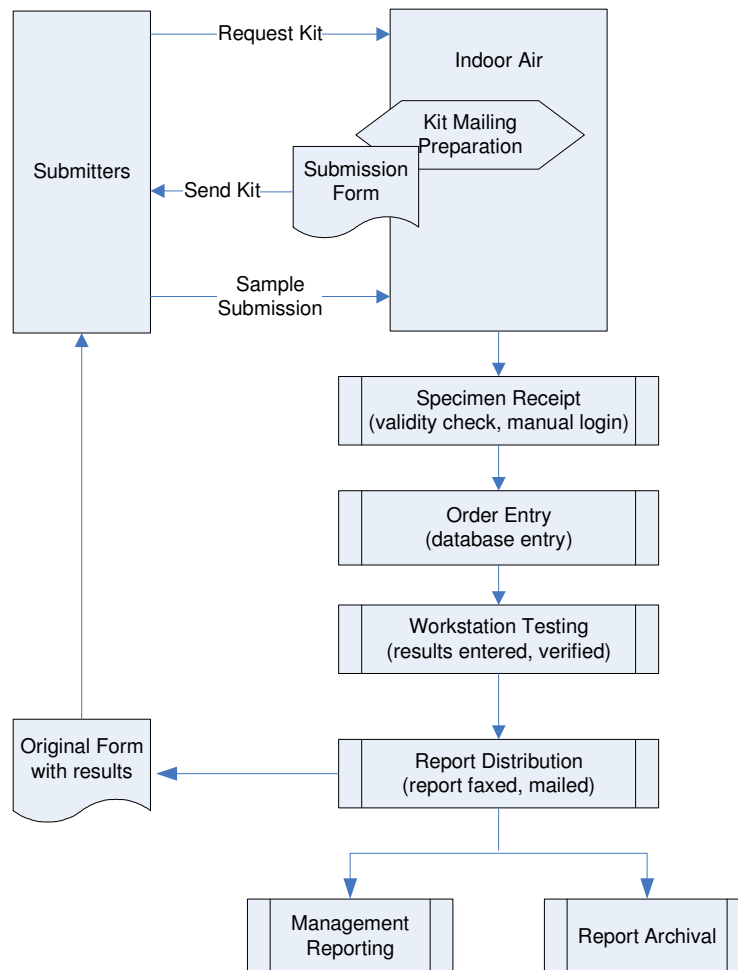 Request Kit
Indoor Air
Kit Mailing
Preparation
Submitters
Send Kit
Submission
Form
Sample
Submission
Specimen Receipt
(validity check, manual login)
Order Entry
(database entry)
Workstation Testing
(results entered, verified)
Original Form
with results
Report Distribution
(report faxed, mailed)
Management
Reporting
Report Archival